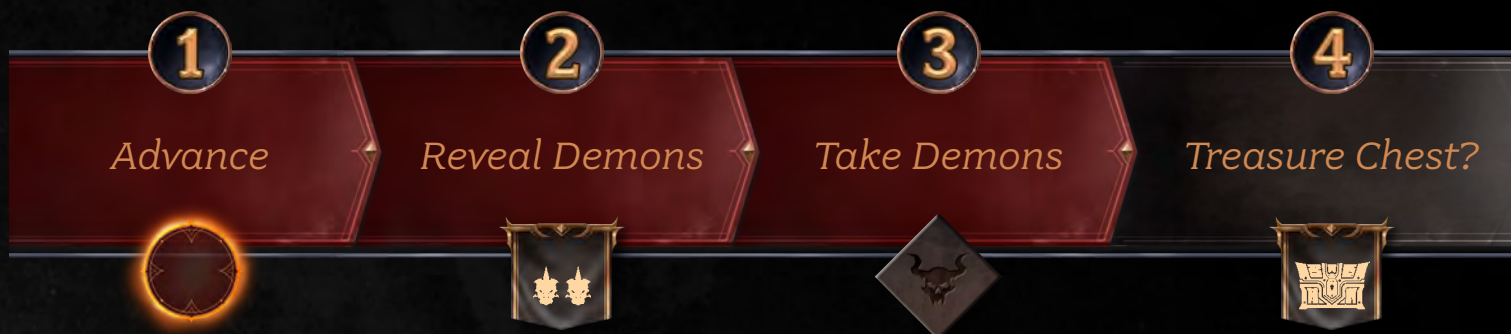 1
2
3
4
Advance
Reveal Demons
Take Demons
Treasure Chest?